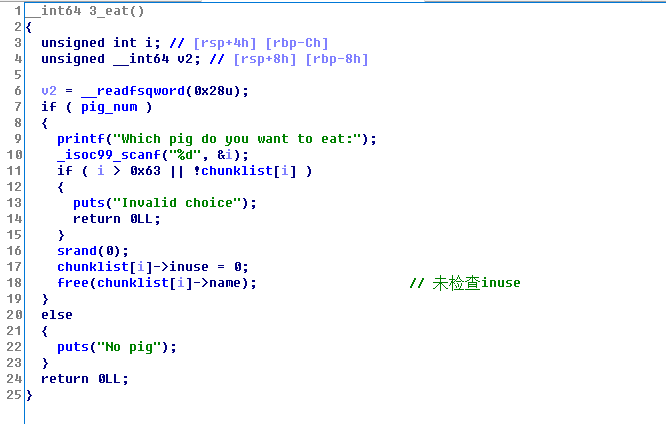 1 __int64 3_eat()
2 {
3 unsigned int i; // [rsp+4h] [rbp-Ch]
4 unsigned __int64 v2; // [rsp+8h] [rbp-8h]
5
6 v2 = __readfsqword(0x28u);
7 if ( pig_num )
8 {
9 printf("Which pig do you want to eat:");
10 _isoc99_scanf("%d", &i);
11 if ( i > 0x63 || !chunklist[i] )
12 {
13 puts("Invalid choice");
14 return 0LL;
15 }
16 srand(0);
17 chunklist[i]->inuse = 0;
18 free(chunklist[i]->name); // 未检查inuse
19 }
20 else
21 {
22 puts("No pig");
23 }
24 return 0LL;
25 }